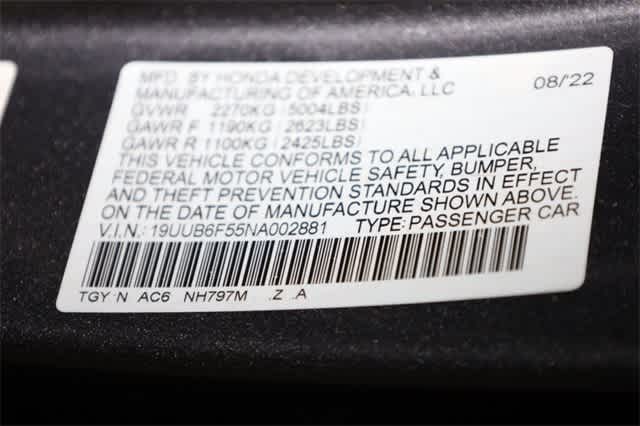 MFD. BY HONDA DEVELOPMENT &
MANUFACTURING OF AMERICA, LLC 08/'22
GVWR 2270KG (5004LBS)
GAWR F 1190KG (2623LBS)
GAWR R 1100KG (2425LBS)
THIS VEHICLE CONFORMS TO ALL APPLICABLE
FEDERAL MOTOR VEHICLE SAFETY, BUMPER,
AND THEFT PREVENTION STANDARDS IN EFFECT
ON THE DATE OF MANUFACTURE SHOWN ABOVE.
V.I.N.: 19UUB6F55NA002881 TYPE: PASSENGER CAR
TGY N AC6 NH797M .Z .A